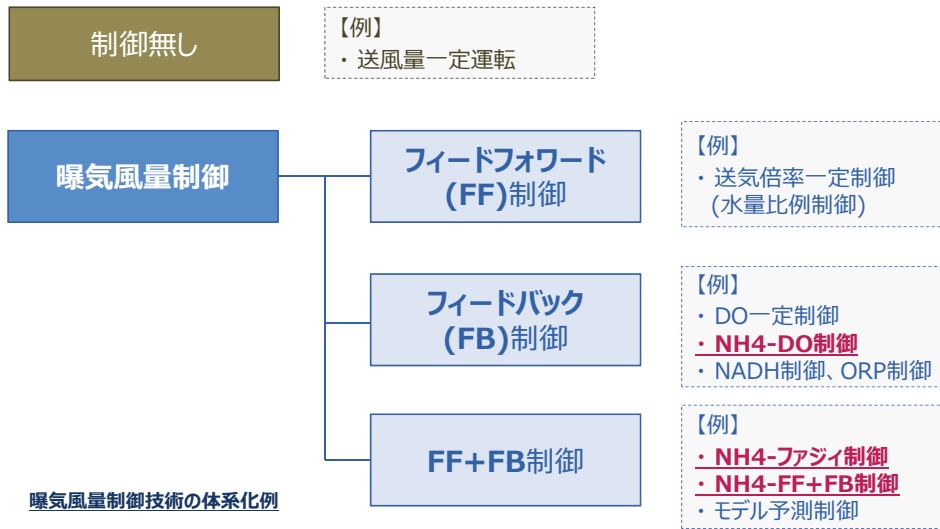 制御無し
【例】
・ 送風量一定運転
曝気風量制御
フィードフォワード
(FF)制御
【例】
・ 送気倍率一定制御
(水量比例制御)
フィードバック
(FB)制御
【例】
・ DO一定制御
・ NH4-DO制御
・ NADH制御、ORP制御
FF+FB制御
【例】
・ NH4-ファジィ制御
・ NH4-FF+FB制御
・ モデル予測制御
曝気風量制御技術の体系化例